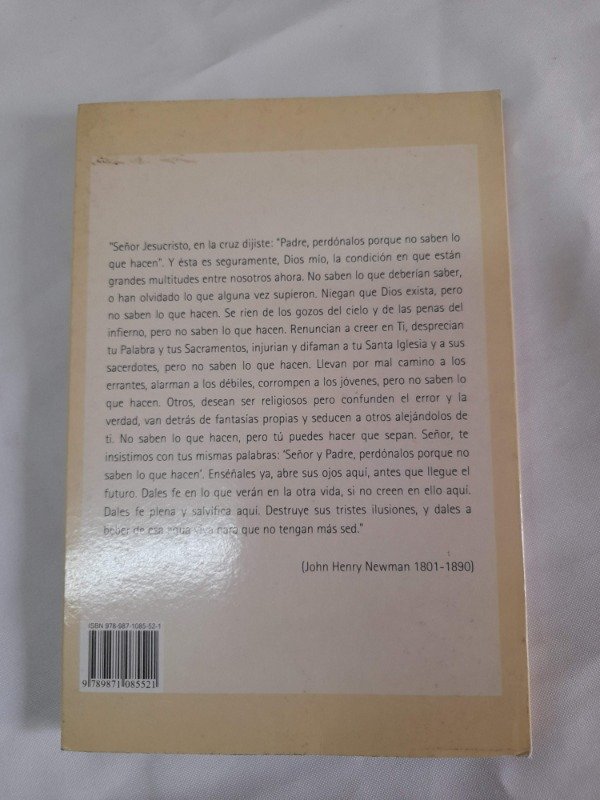 "Señor Jesucristo, en la cruz dijiste: "Padre, perdónalos porque no saben lo
que hacen". Y ésta es seguramente, Dios mío, la condición en que están
grandes multitudes entre nosotros ahora. No saben lo que deberían saber,
o han olvidado lo que alguna vez supieron. Niegan que Dios exista, pero
no saben lo que hacen. Se rien de los gozos del cielo y de las penas del
infierno, pero no saben lo que hacen. Renuncian a creer en Ti, desprecian
tu Palabra y tus Sacramentos, injurian y difaman a tu Santa Iglesia y a sus
sacerdotes, pero no saben lo que hacen. Llevan por mal camino a los
errantes, alarman a los débiles, corrompen a los jóvenes, pero no saben lo
que hacen. Otros, desean ser religiosos pero confunden el error y la
verdad, van detrás de fantasías propias y seducen a otros alejándolos de
ti. No saben lo que hacen, pero tú puedes hacer que sepan. Señor, te
insistimos con tus mismas palabras: 'Señor y Padre, perdónalos porque no
saben lo que hacen'. Enséñales ya, abre sus ojos aquí, antes que llegue el
futuro. Dales fe en lo que verán en la otra vida, si no creen en ello aquí.
Dales fe plena y salvífica aquí. Destruye sus tristes ilusiones, y dales a
beber de esa agua viva para que no tengan más sed."
(John Henry Newman 1801-1890)
ISBN 978-987-1085-52-1
9 789871 085521